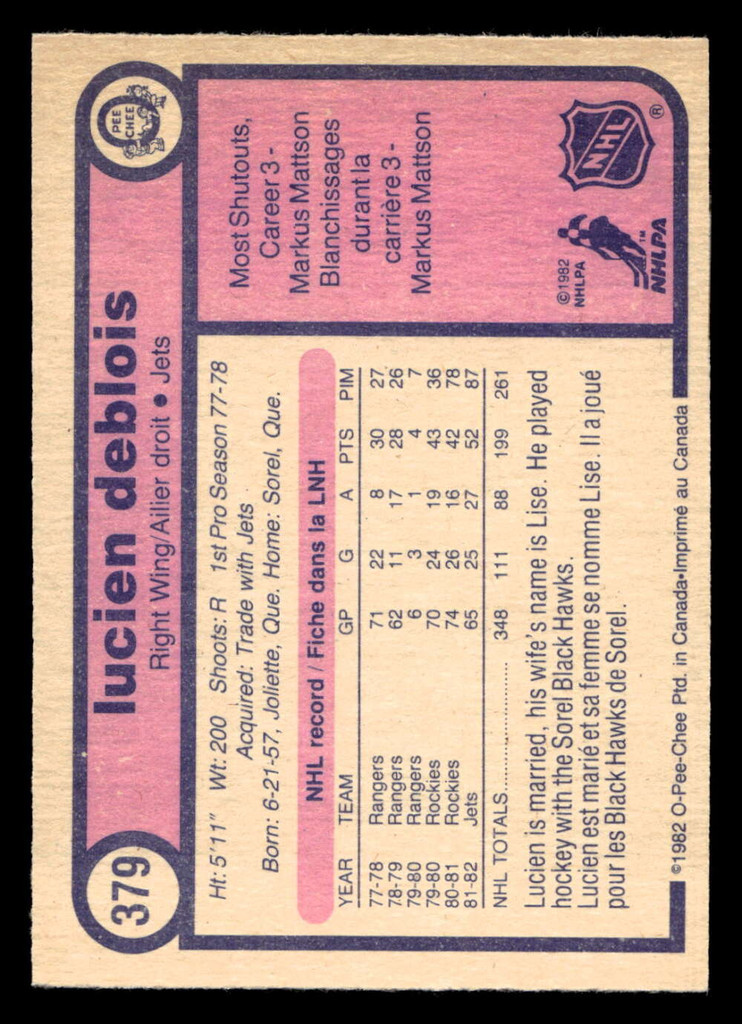 379
lucien deblois
Right Wing/Ailier droit • Jets
O PEE CHEE
Ht: 5'11" Wt: 200 Shoots: R 1st Pro Season 77-78
Acquired: Trade with Jets
Born: 6-21-57, Joliette, Que. Home: Sorel, Que.
NHL record / Fiche dans la LNH
YEAR TEAM GP G A PTS PIM
77-78 Rangers 71 22 8 30 27
78-79 Rangers 62 11 17 28 26
79-80 Rangers 6 3 1 4 7
79-80 Rockies 70 24 19 43 36
80-81 Rockies 74 26 16 42 78
81-82 Jets 65 25 27 52 87
NHL TOTALS.................. 348 111 88 199 261
Lucien is married, his wife's name is Lise. He played
hockey with the Sorel Black Hawks.
Lucien est marié et sa femme se nomme Lise. Il a joué
pour les Black Hawks de Sorel.
Most Shutouts,
Career 3 -
Markus Mattson
Blanchissages
durant la
carrière 3 -
Markus Mattson
©1982
NHLPA
NHLPA™
NHL®
©1982 O-Pee-Chee Ptd. in Canada•Imprimé au Canada